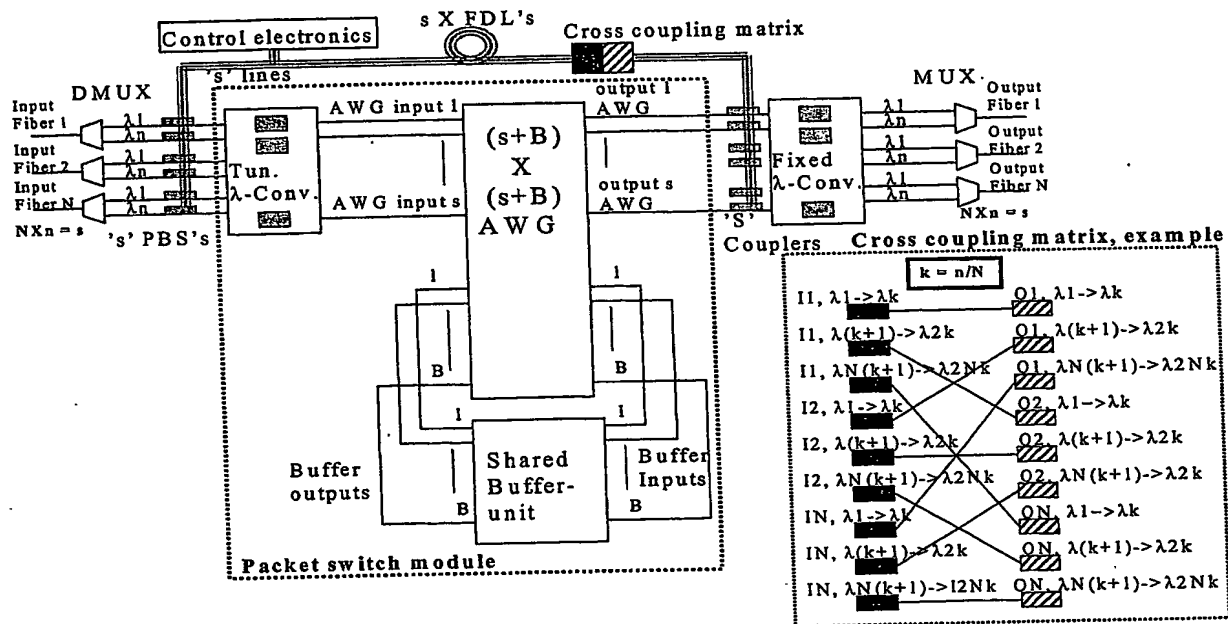 s X FDL's
Control electronics
Cross coupling matrix
's' lines
DMUX
MUX
Input
Fiber 1
λ1
λn
Input
Fiber 2
λ1
λn
Input
Fiber N
λ1
λn
NXn = s
's' PBS's
Tun.
λ-Conv.
AWG input 1
AWG input s
(s+B)
X
(s+B)
AWG
output 1
AWG
output s
AWG
'S'
Couplers
Fixed
λ-Conv.
λ1
λn
λ1
λn
λ1
λn
Output
Fiber 1
Output
Fiber 2
Output
Fiber N
NXn = s
1
B
1
B
1
B
1
B
Buffer
outputs
Shared
Buffer-
unit
Buffer
Inputs
Packet switch module
Cross coupling matrix, example
k = n/N
I1, λ1->λk
O1, λ1->λk
I1, λ(k+1)->λ2k
O1, λ(k+1)->λ2k
I1, λN(k+1)->λ2Nk
O1, λN(k+1)->λ2Nk
I2, λ1->λk
O2, λ1->λk
I2, λ(k+1)->λ2k
O2, λ(k+1)->λ2k
I2, λN(k+1)->λ2Nk
O2, λN(k+1)->λ2k
IN, λ1->λk
ON, λ1->λk
IN, λ(k+1)->λ2k
ON, λ(k+1)->λ2k
IN, λN(k+1)->I2Nk
ON, λN(k+1)->λ2Nk